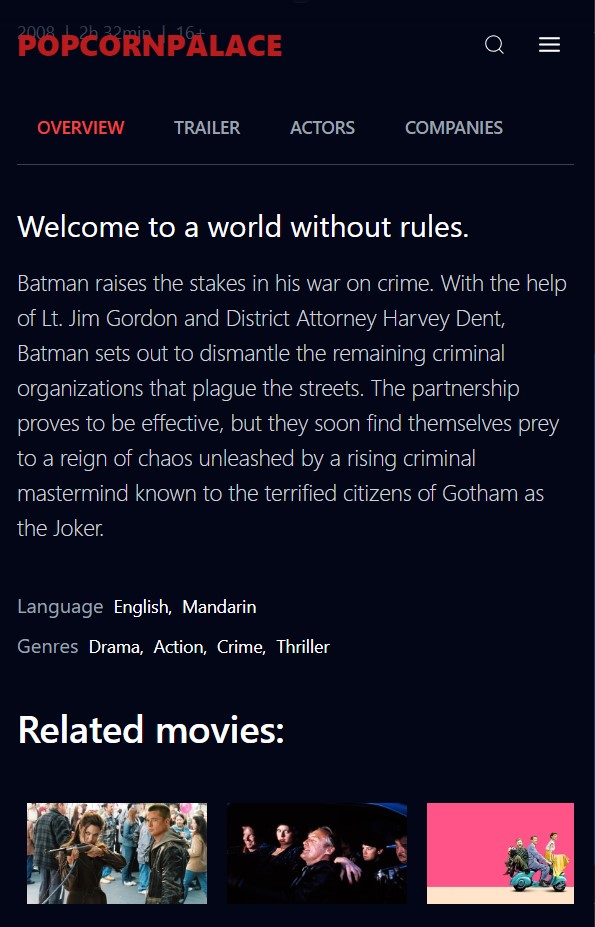 2008 | 2h 32min | 16+
POPCORNPALACE
OVERVIEW TRAILER ACTORS COMPANIES
Welcome to a world without rules.
Batman raises the stakes in his war on crime. With the help
of Lt. Jim Gordon and District Attorney Harvey Dent,
Batman sets out to dismantle the remaining criminal
organizations that plague the streets. The partnership
proves to be effective, but they soon find themselves prey
to a reign of chaos unleashed by a rising criminal
mastermind known to the terrified citizens of Gotham as
the Joker.
Language English, Mandarin
Genres Drama, Action, Crime, Thriller
Related movies: